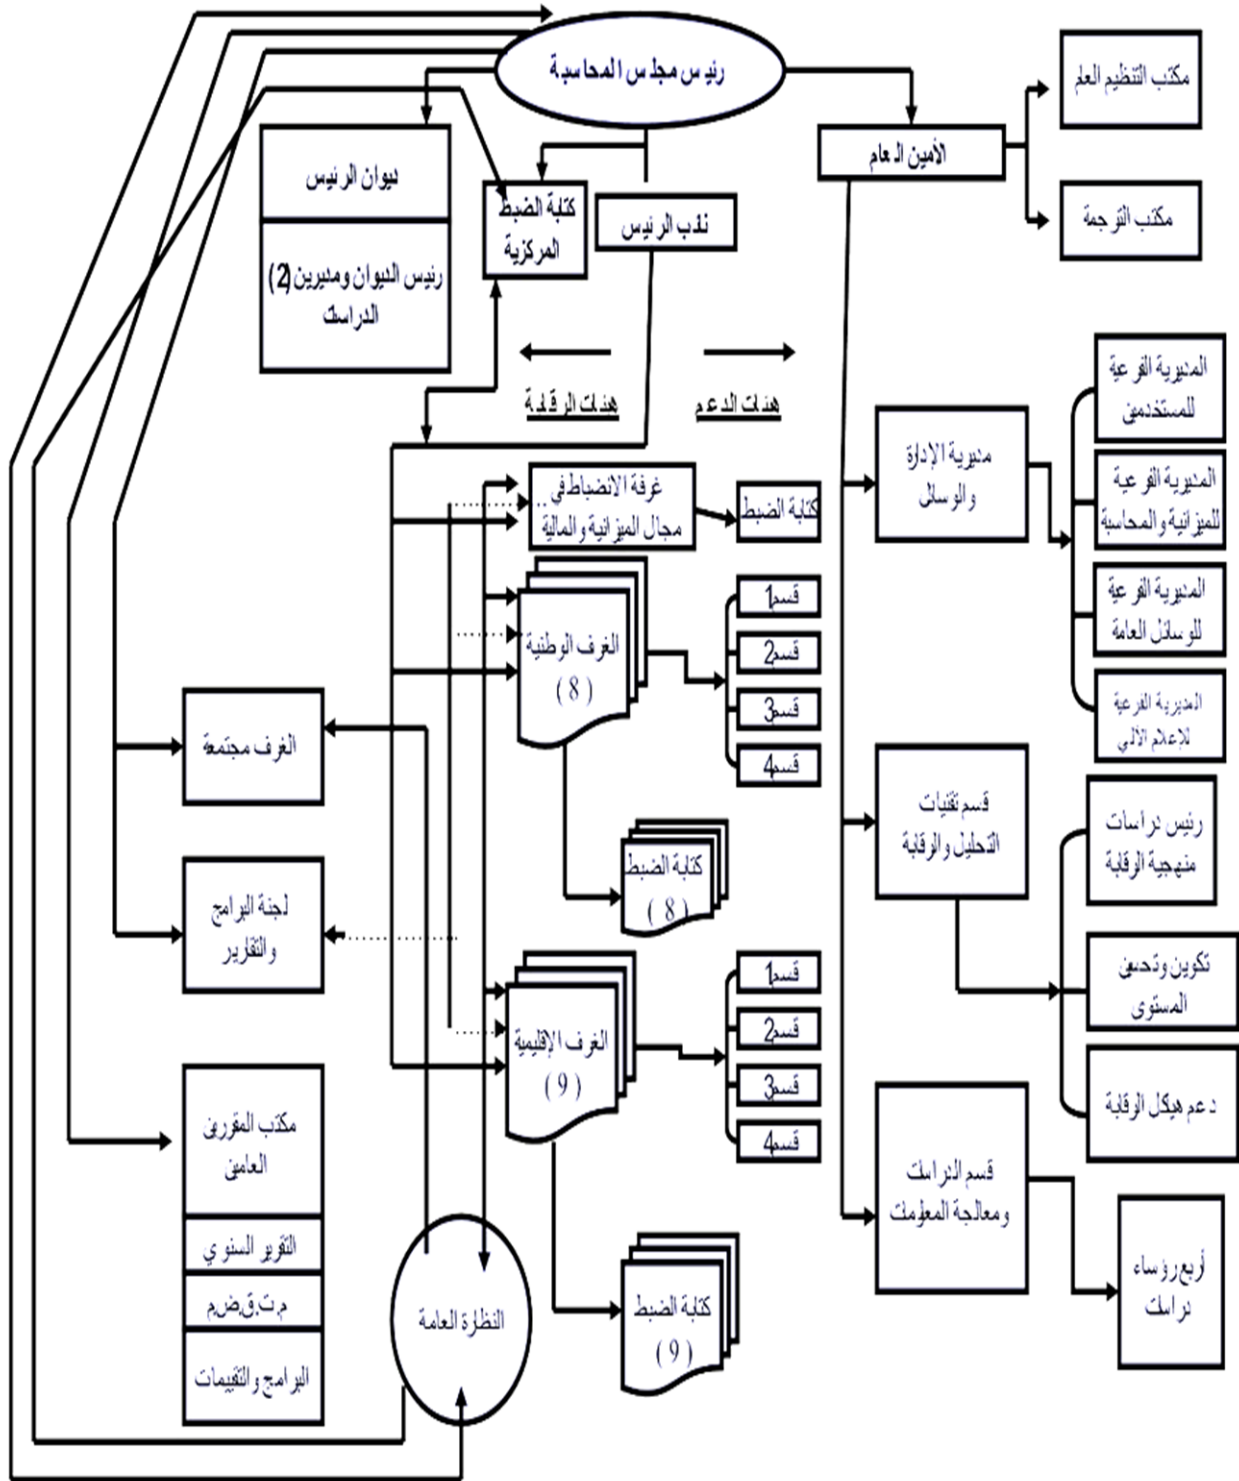 رئيس مجلس المحاسبة
مكتب التنظيم العام
الأمين العام
مكتب الترجمة
نائب الرئيس
كتابة الضبط
المركزية
ديوان الرئيس
رئيس الديوان ومديرين (2)
الدراسات
هيئات الدعم
هيئات الرقابة
المديرية الفرعية
للمستخدمين
مديرية الإدارة
والوسائل
المديرية الفرعية
للميزانية والمحاسبة
المديرية الفرعية
للوسائل العامة
المديرية الفرعية
للإعلام الآلي
غرفة الانضباط في
مجال الميزانية والمالية
كتابة الضبط
الغرف الوطنية
(8)
قسم1
قسم2
قسم3
قسم4
كتابة الضبط
(8)
الغرف مجتمعة
لجنة البرامج
والتقارير
قسم تقنيات
التحليل والرقابة
رئيس دراسات
منهجية الرقابة
تكوين وتحسين
المستوى
دعم هيكل الرقابة
الغرف الإقليمية
(9)
قسم1
قسم2
قسم3
قسم4
كتابة الضبط
(9)
قسم الدراسات
ومعالجة المعلومات
أربع رؤساء
دراسات
مكتب المقررين
العامين
التقرير السنوي
م.ت.ق.ض.م
البرامج والتقييمات
النظارة العامة